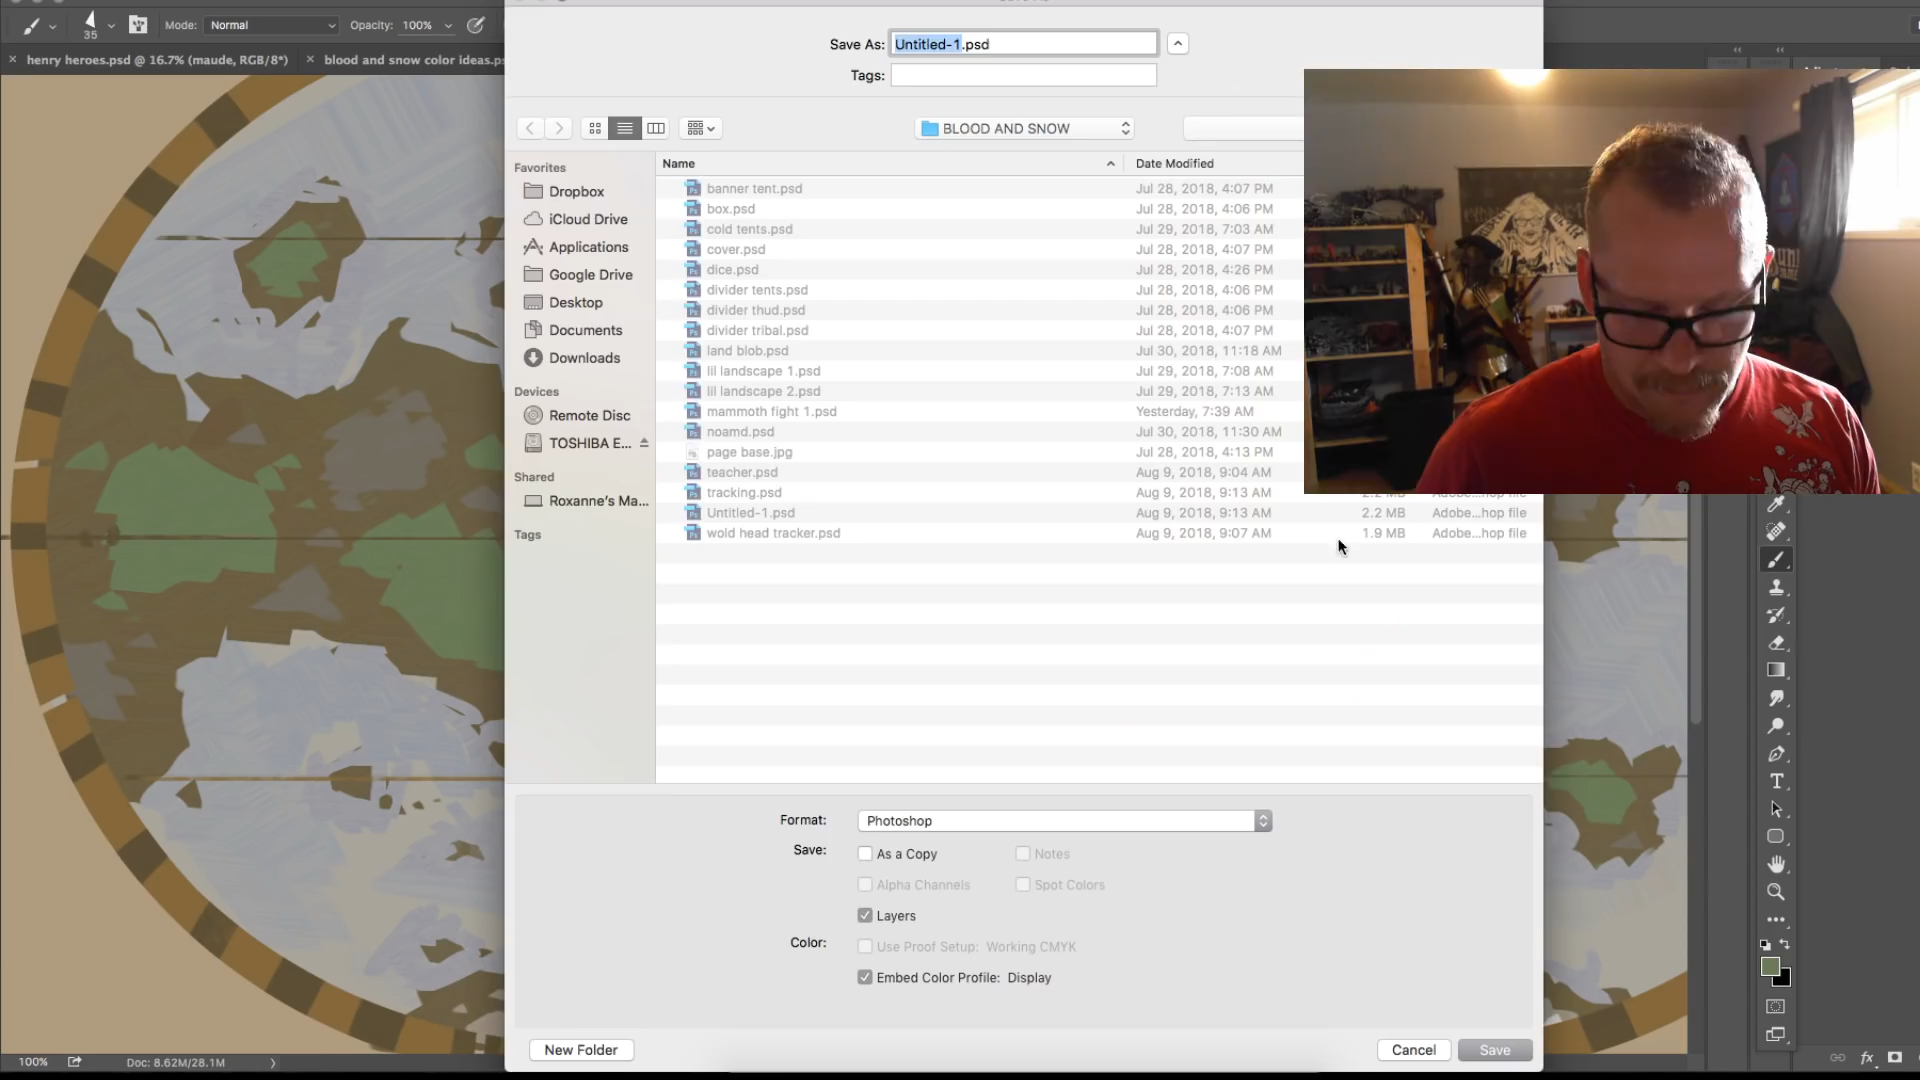 35
Mode: Normal
Opacity: 100%
henry heroes.psd @ 16.7% (maude, RGB/8*)
blood and snow color ideas.ps
Save As: Untitled-1.psd
Tags:
BLOOD AND SNOW
Favorites
Dropbox
iCloud Drive
Applications
Google Drive
Desktop
Documents
Downloads
Devices
Remote Disc
TOSHIBA E...
Shared
Roxanne's Ma...
Tags
Name Date Modified
banner tent.psd Jul 28, 2018, 4:07 PM
box.psd Jul 28, 2018, 4:06 PM
cold tents.psd Jul 29, 2018, 7:03 AM
cover.psd Jul 28, 2018, 4:07 PM
dice.psd Jul 28, 2018, 4:26 PM
divider tents.psd Jul 28, 2018, 4:06 PM
divider thud.psd Jul 28, 2018, 4:06 PM
divider tribal.psd Jul 28, 2018, 4:07 PM
land blob.psd Jul 30, 2018, 11:18 AM
lil landscape 1.psd Jul 29, 2018, 7:08 AM
lil landscape 2.psd Jul 29, 2018, 7:13 AM
mammoth fight 1.psd Yesterday, 7:39 AM
noamd.psd Jul 30, 2018, 11:30 AM
page base.jpg Jul 28, 2018, 4:13 PM
teacher.psd Aug 9, 2018, 9:04 AM
tracking.psd Aug 9, 2018, 9:13 AM 2.2 MB Adobe...hop file
Untitled-1.psd Aug 9, 2018, 9:13 AM 2.2 MB Adobe...hop file
wold head tracker.psd Aug 9, 2018, 9:07 AM 1.9 MB Adobe...hop file
Format: Photoshop
Save: As a Copy Notes
Alpha Channels Spot Colors
Layers
Color: Use Proof Setup: Working CMYK
Embed Color Profile: Display
New Folder Cancel Save
100% Doc: 8.62M/28.1M
fx